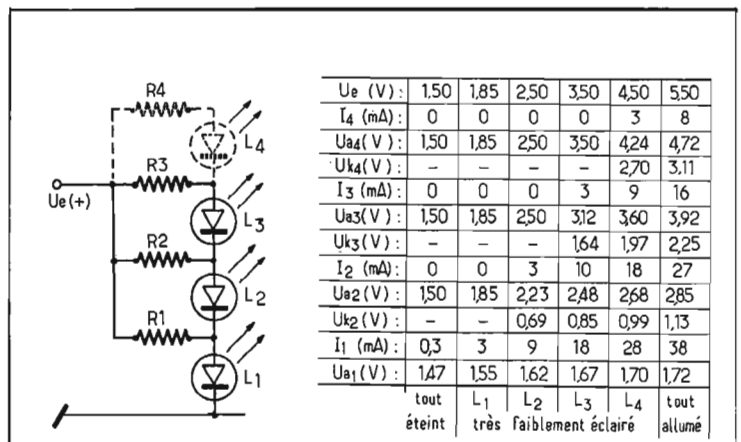 R4
L4
R3
Ue(+)
L3
R2
L2
R1
L1
Ue (V) : 1,50 1,85 2,50 3,50 4,50 5,50
I4 (mA) : 0 0 0 0 3 8
Ua4(V) : 1,50 1,85 2,50 3,50 4,24 4,72
Uk4(V) : – – – – 2,70 3,11
I3 (mA) : 0 0 0 3 9 16
Ua3(V) : 1,50 1,85 2,50 3,12 3,60 3,92
Uk3(V) : – – – 1,64 1,97 2,25
I2 (mA) : 0 0 3 10 18 27
Ua2(V) : 1,50 1,85 2,23 2,48 2,68 2,85
Uk2(V) : – – 0,69 0,85 0,99 1,13
I1 (mA) : 0,3 3 9 18 28 38
Ua1(V) : 1,47 1,55 1,62 1,67 1,70 1,72
tout L1 L2 L3 L4 tout
éteint très faiblement éclairé allumé